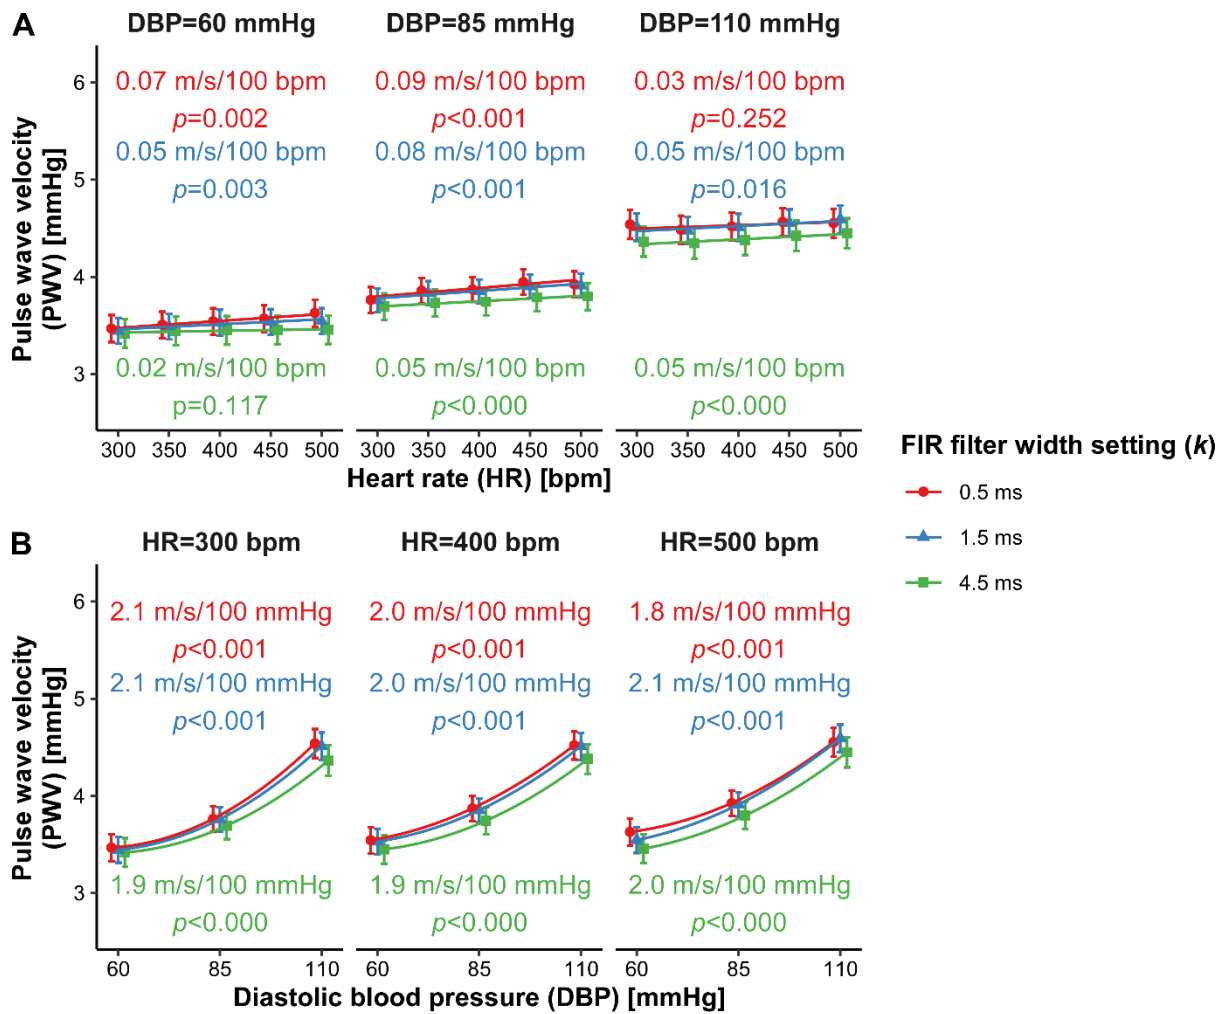 A
DBP=60 mmHg
DBP=85 mmHg
DBP=110 mmHg
Pulse wave velocity
(PWV) [mmHg]
6
5
4
3
0.07 m/s/100 bpm
p=0.002
0.05 m/s/100 bpm
p=0.003
0.02 m/s/100 bpm
p=0.117
0.09 m/s/100 bpm
p<0.001
0.08 m/s/100 bpm
p<0.001
0.05 m/s/100 bpm
p<0.000
0.03 m/s/100 bpm
p=0.252
0.05 m/s/100 bpm
p=0.016
0.05 m/s/100 bpm
p<0.000
300 350 400 450 500
300 350 400 450 500
300 350 400 450 500
Heart rate (HR) [bpm]
FIR filter width setting (k)
0.5 ms
1.5 ms
4.5 ms
B
HR=300 bpm
HR=400 bpm
HR=500 bpm
Pulse wave velocity
(PWV) [mmHg]
6
5
4
3
2.1 m/s/100 mmHg
p<0.001
2.1 m/s/100 mmHg
p<0.001
1.9 m/s/100 mmHg
p<0.000
2.0 m/s/100 mmHg
p<0.001
2.0 m/s/100 mmHg
p<0.001
1.9 m/s/100 mmHg
p<0.000
1.8 m/s/100 mmHg
p<0.001
2.1 m/s/100 mmHg
p<0.001
2.0 m/s/100 mmHg
p<0.000
60 85 110
60 85 110
60 85 110
Diastolic blood pressure (DBP) [mmHg]